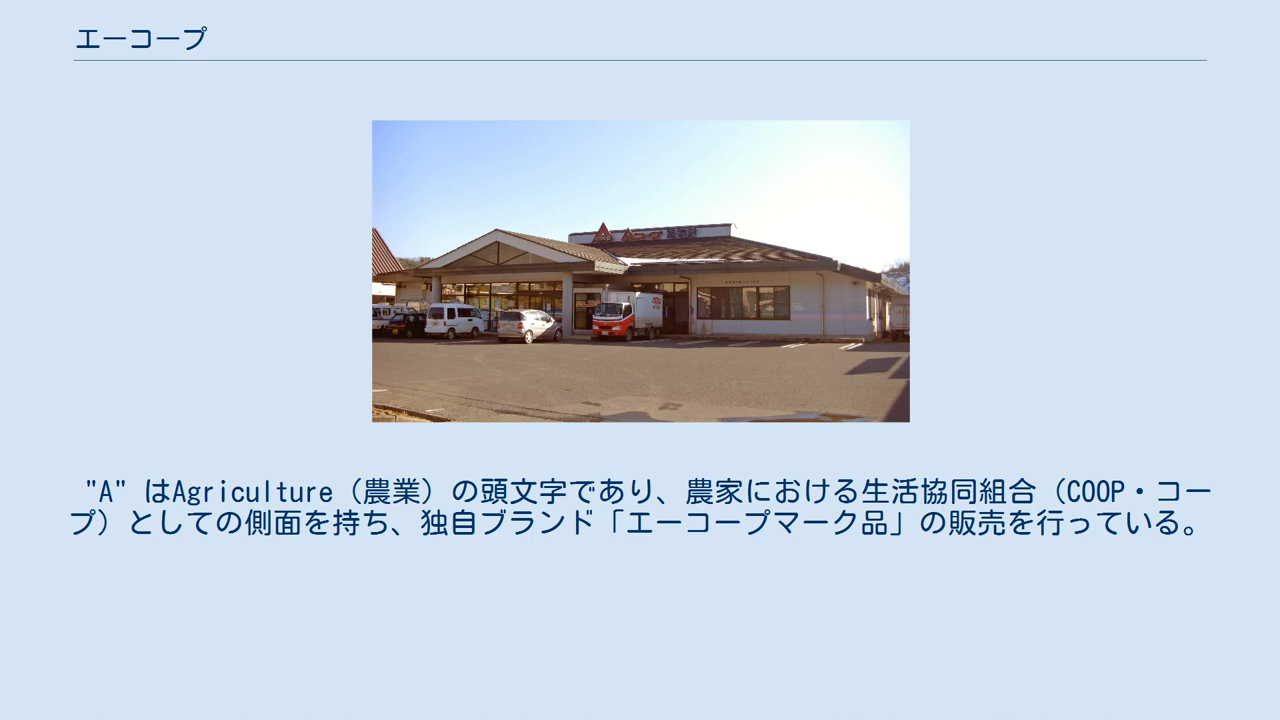 エーコープ
"A" はAgriculture（農業）の頭文字であり、農家における生活協同組合（COOP・コー
プ）としての側面を持ち、独自ブランド「エーコープマーク品」の販売を行っている。